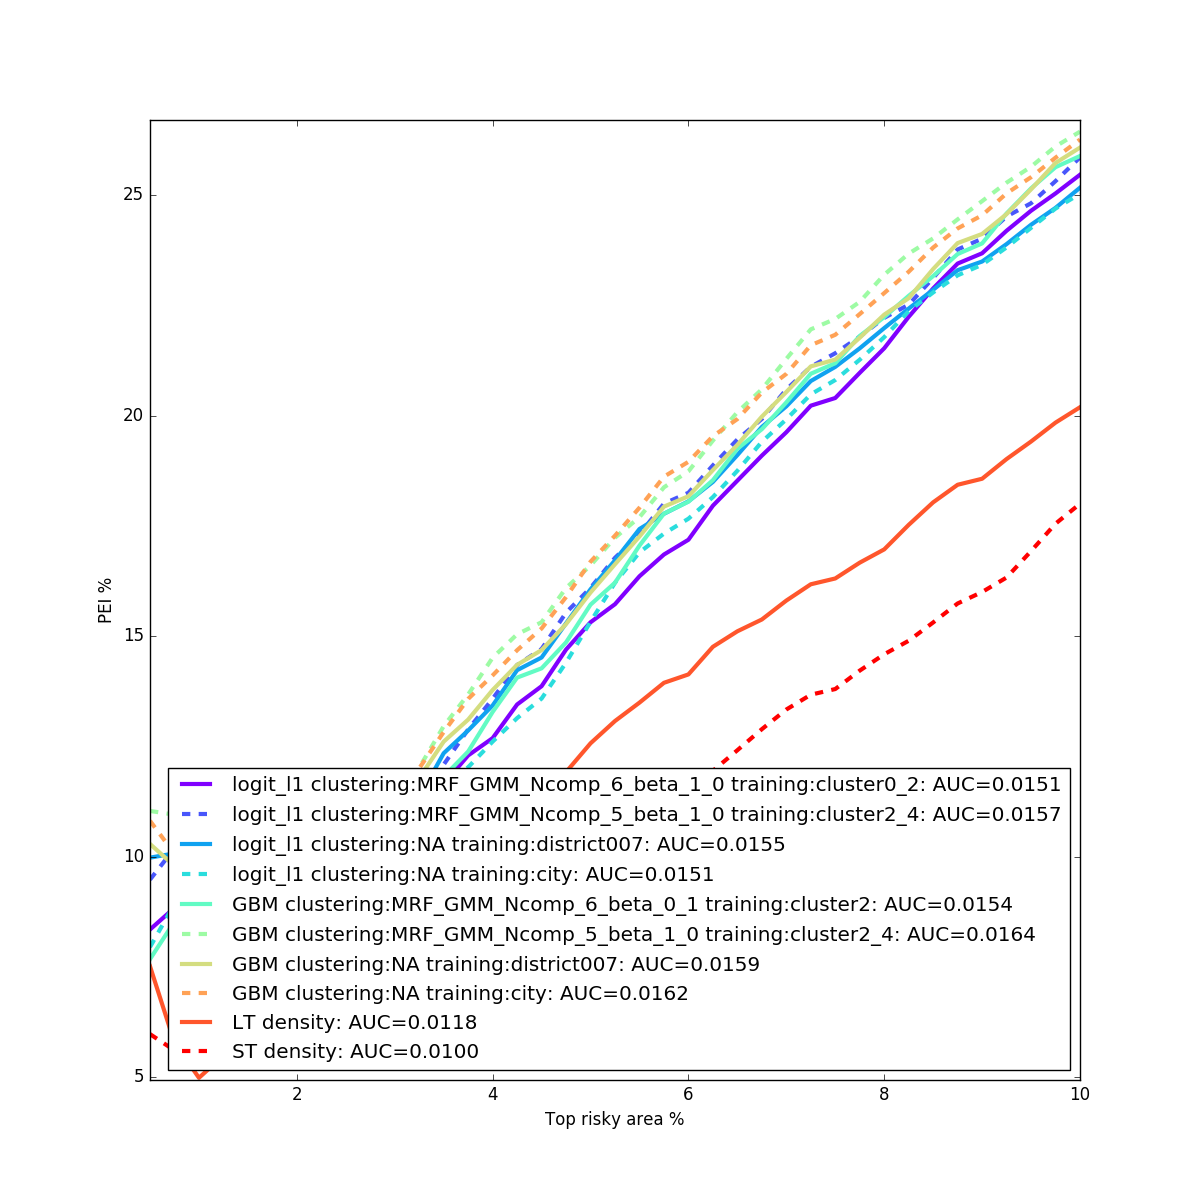 25
20
15
10
5
PEI %
logit_l1 clustering:MRF_GMM_Ncomp_6_beta_1_0 training:cluster0_2: AUC=0.0151
logit_l1 clustering:MRF_GMM_Ncomp_5_beta_1_0 training:cluster2_4: AUC=0.0157
logit_l1 clustering:NA training:district007: AUC=0.0155
logit_l1 clustering:NA training:city: AUC=0.0151
GBM clustering:MRF_GMM_Ncomp_6_beta_0_1 training:cluster2: AUC=0.0154
GBM clustering:MRF_GMM_Ncomp_5_beta_1_0 training:cluster2_4: AUC=0.0164
GBM clustering:NA training:district007: AUC=0.0159
GBM clustering:NA training:city: AUC=0.0162
LT density: AUC=0.0118
ST density: AUC=0.0100
2 4 6 8 10
Top risky area %